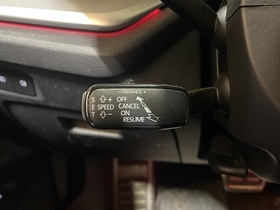 - DISTANCE +
S ⇧+ OFF
E SPEED CANCEL
T ⇩- ON
RESUME